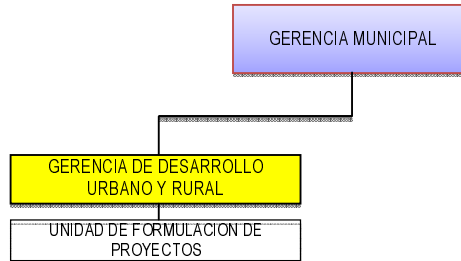 GERENCIA MUNICIPAL
GERENCIA DE DESARROLLO
URBANO Y RURAL
UNIDAD DE FORMULACION DE
PROYECTOS